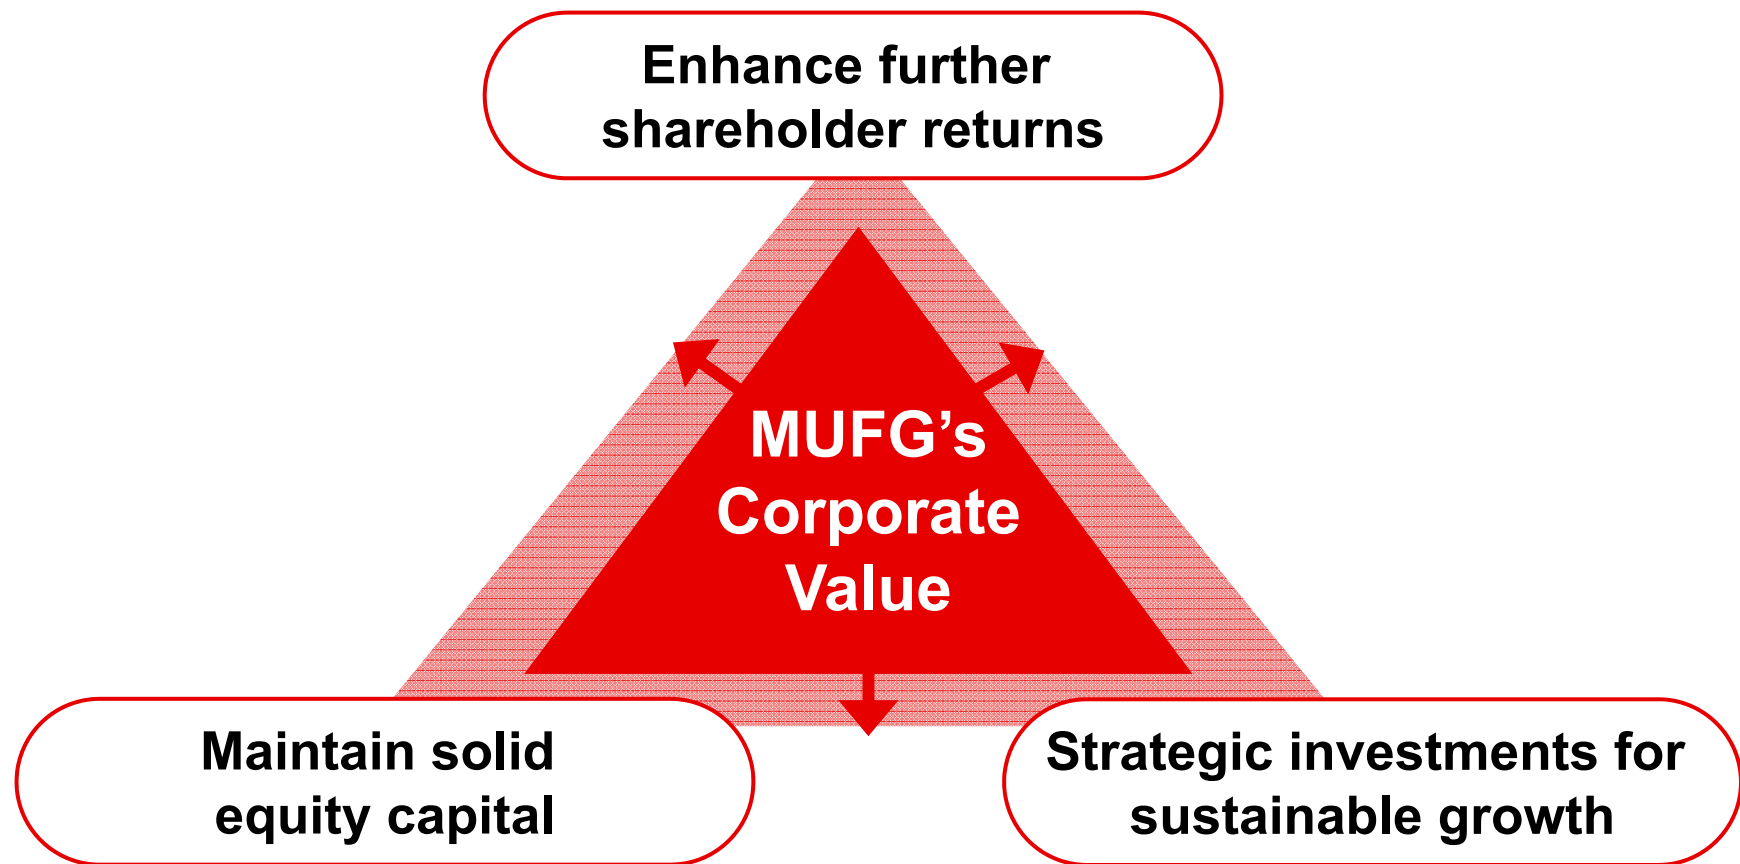 Enhance further
shareholder returns
MUFG’s
Corporate
Value
Maintain solid
equity capital
Strategic investments for
sustainable growth